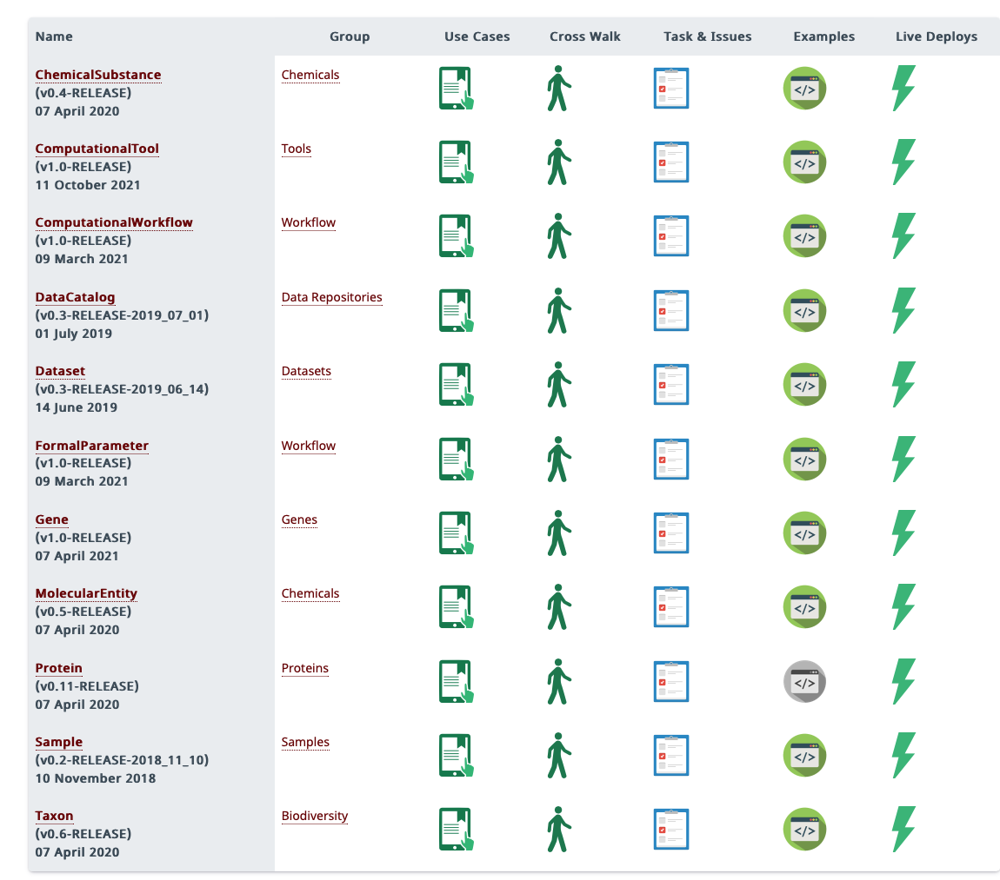 Name Group Use Cases Cross Walk Task & Issues Examples Live Deploys
ChemicalSubstance Chemicals
(v0.4-RELEASE)
07 April 2020
</>
ComputationalTool Tools
(v1.0-RELEASE)
11 October 2021
</>
ComputationalWorkflow Workflow
(v1.0-RELEASE)
09 March 2021
</>
DataCatalog Data Repositories
(v0.3-RELEASE-2019_07_01)
01 July 2019
</>
Dataset Datasets
(v0.3-RELEASE-2019_06_14)
14 June 2019
</>
FormalParameter Workflow
(v1.0-RELEASE)
09 March 2021
</>
Gene Genes
(v1.0-RELEASE)
07 April 2021
</>
MolecularEntity Chemicals
(v0.5-RELEASE)
07 April 2020
</>
Protein Proteins
(v0.11-RELEASE)
07 April 2020
</>
Sample Samples
(v0.2-RELEASE-2018_11_10)
10 November 2018
</>
Taxon Biodiversity
(v0.6-RELEASE)
07 April 2020
</>